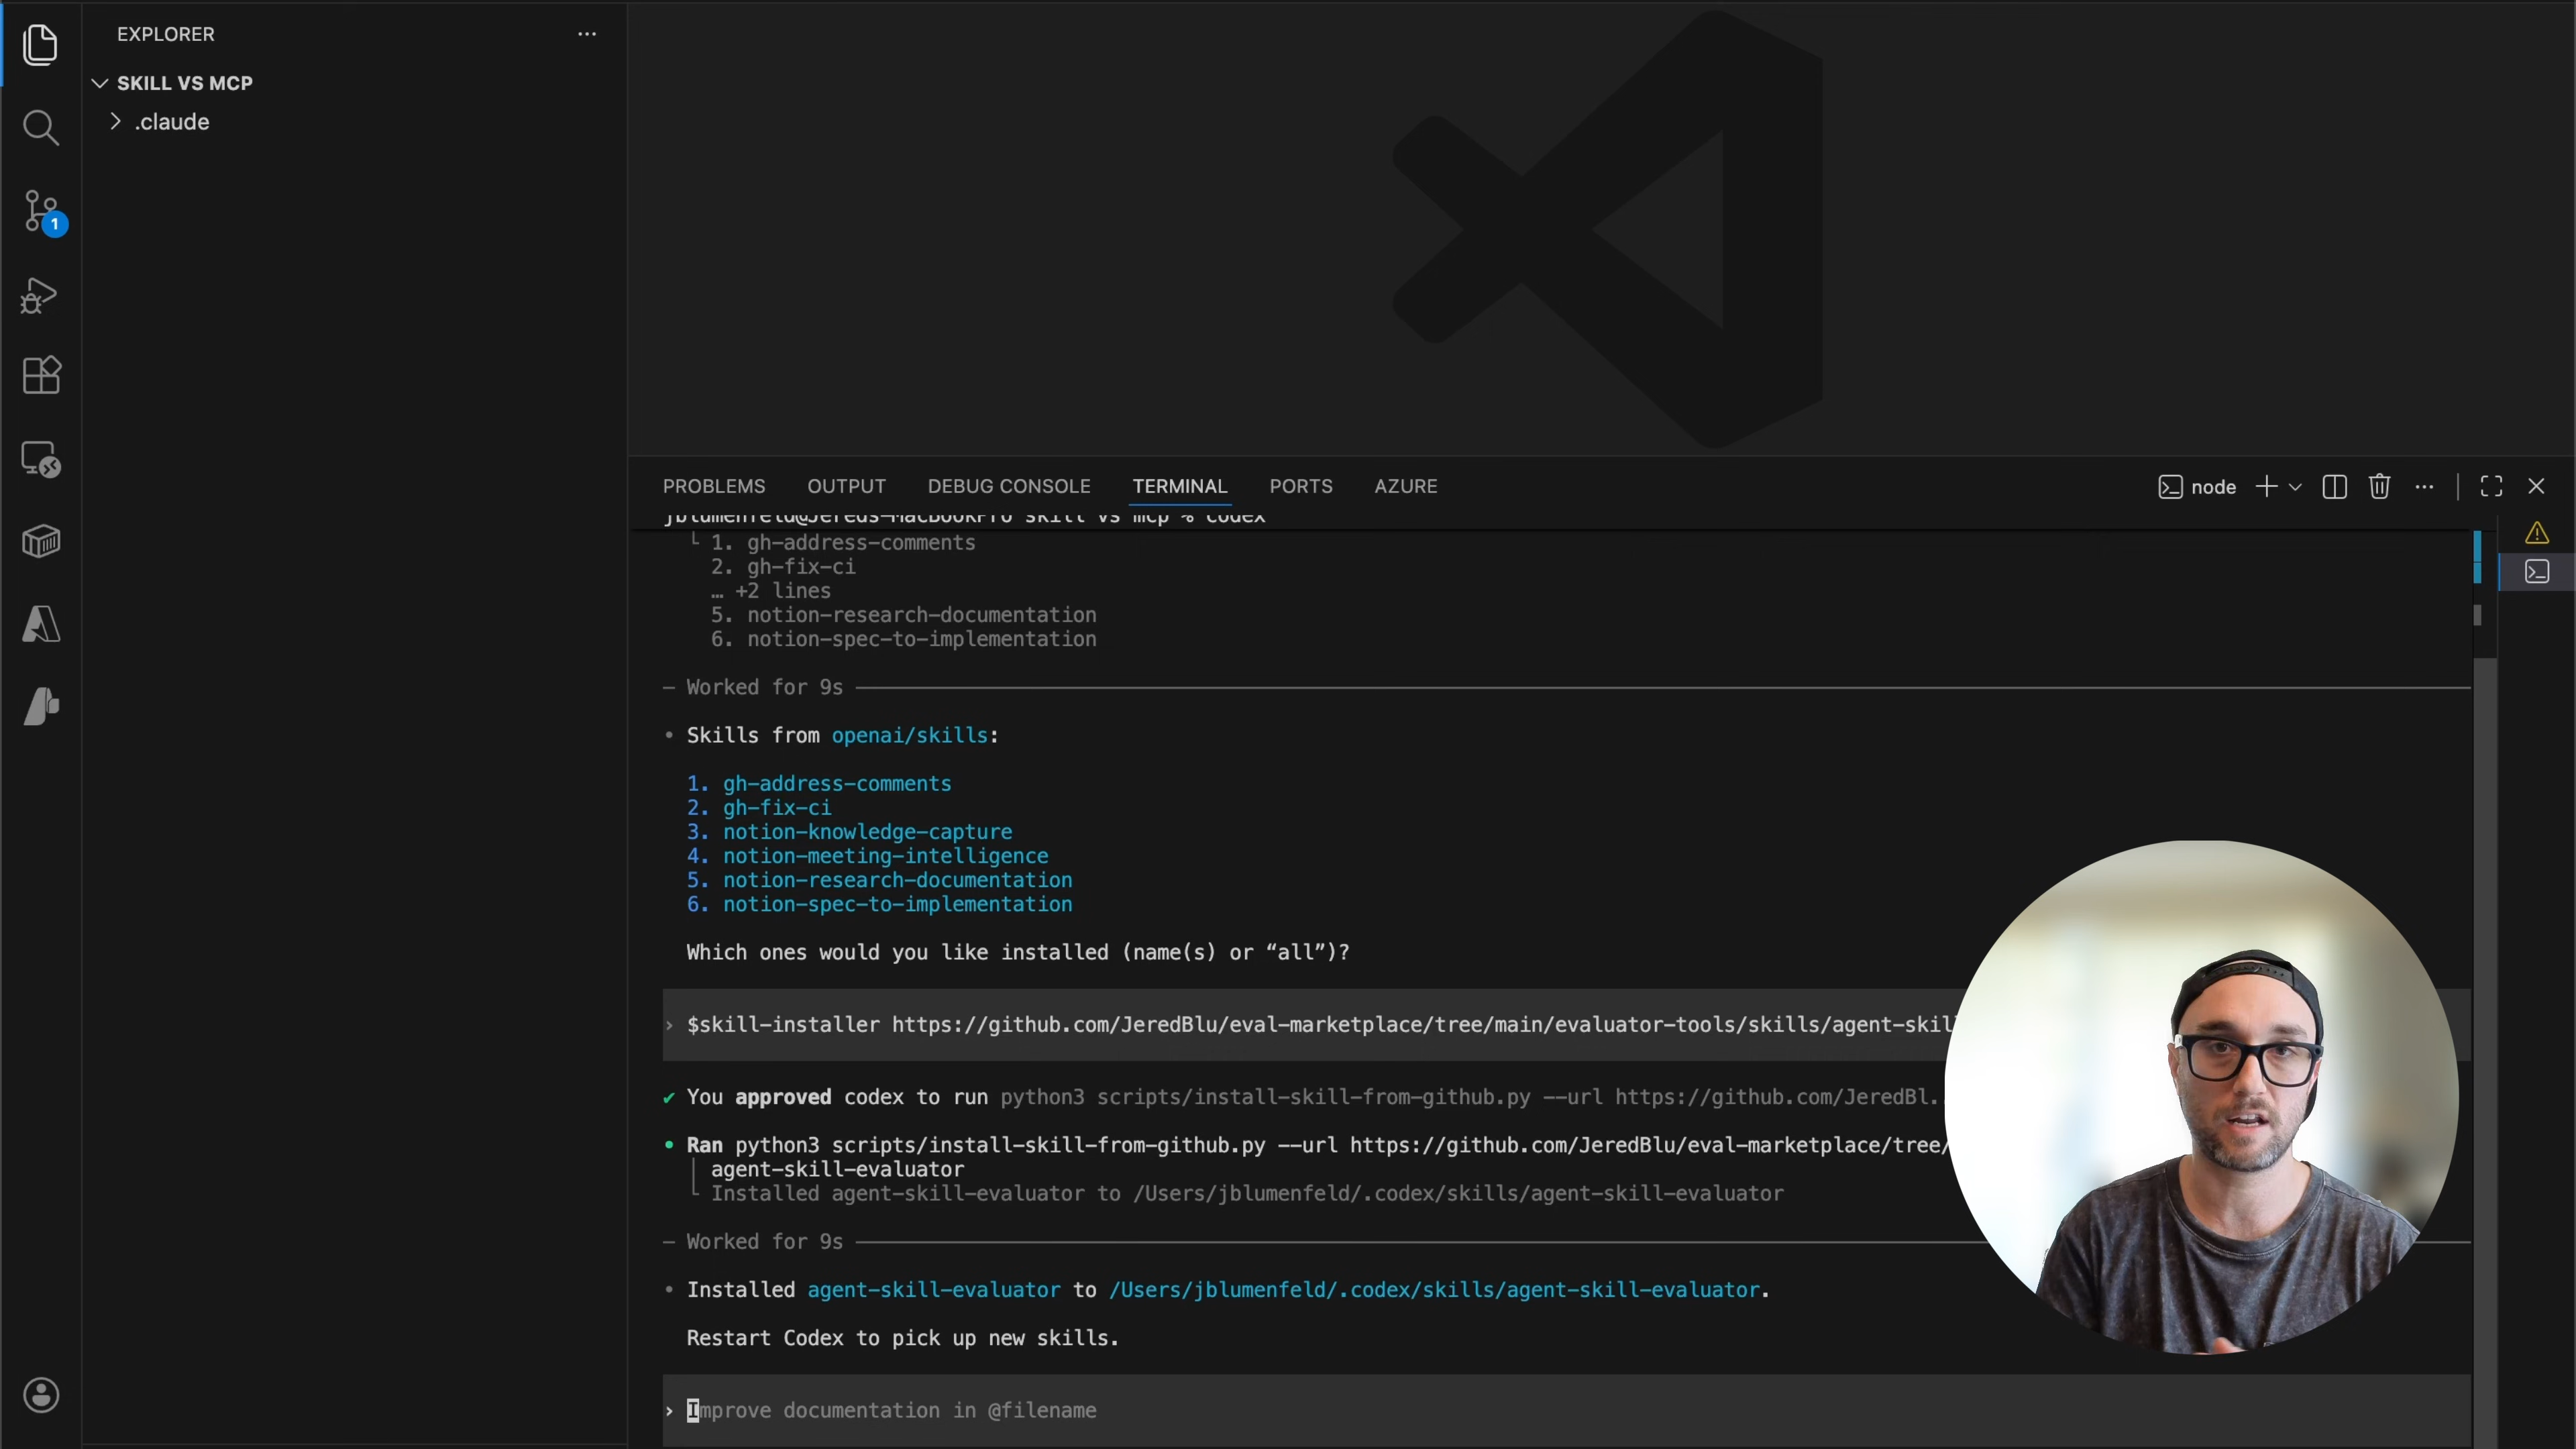 EXPLORER
SKILL VS MCP
.claude
1
PROBLEMS
OUTPUT
DEBUG CONSOLE
TERMINAL
PORTS
AZURE
node
jblumenfeld@Jereds-MacBookPro skill vs mcp % codex
└ 1. gh-address-comments
2. gh-fix-ci
… +2 lines
5. notion-research-documentation
6. notion-spec-to-implementation
— Worked for 9s
• Skills from openai/skills:
1. gh-address-comments
2. gh-fix-ci
3. notion-knowledge-capture
4. notion-meeting-intelligence
5. notion-research-documentation
6. notion-spec-to-implementation
Which ones would you like installed (name(s) or “all”)?
› $skill-installer https://github.com/JeredBlu/eval-marketplace/tree/main/evaluator-tools/skills/agent-skil
✔ You approved codex to run python3 scripts/install-skill-from-github.py --url https://github.com/JeredBl..
• Ran python3 scripts/install-skill-from-github.py --url https://github.com/JeredBlu/eval-marketplace/tree/
│ agent-skill-evaluator
└ Installed agent-skill-evaluator to /Users/jblumenfeld/.codex/skills/agent-skill-evaluator
— Worked for 9s
• Installed agent-skill-evaluator to /Users/jblumenfeld/.codex/skills/agent-skill-evaluator.
Restart Codex to pick up new skills.
› Improve documentation in @filename